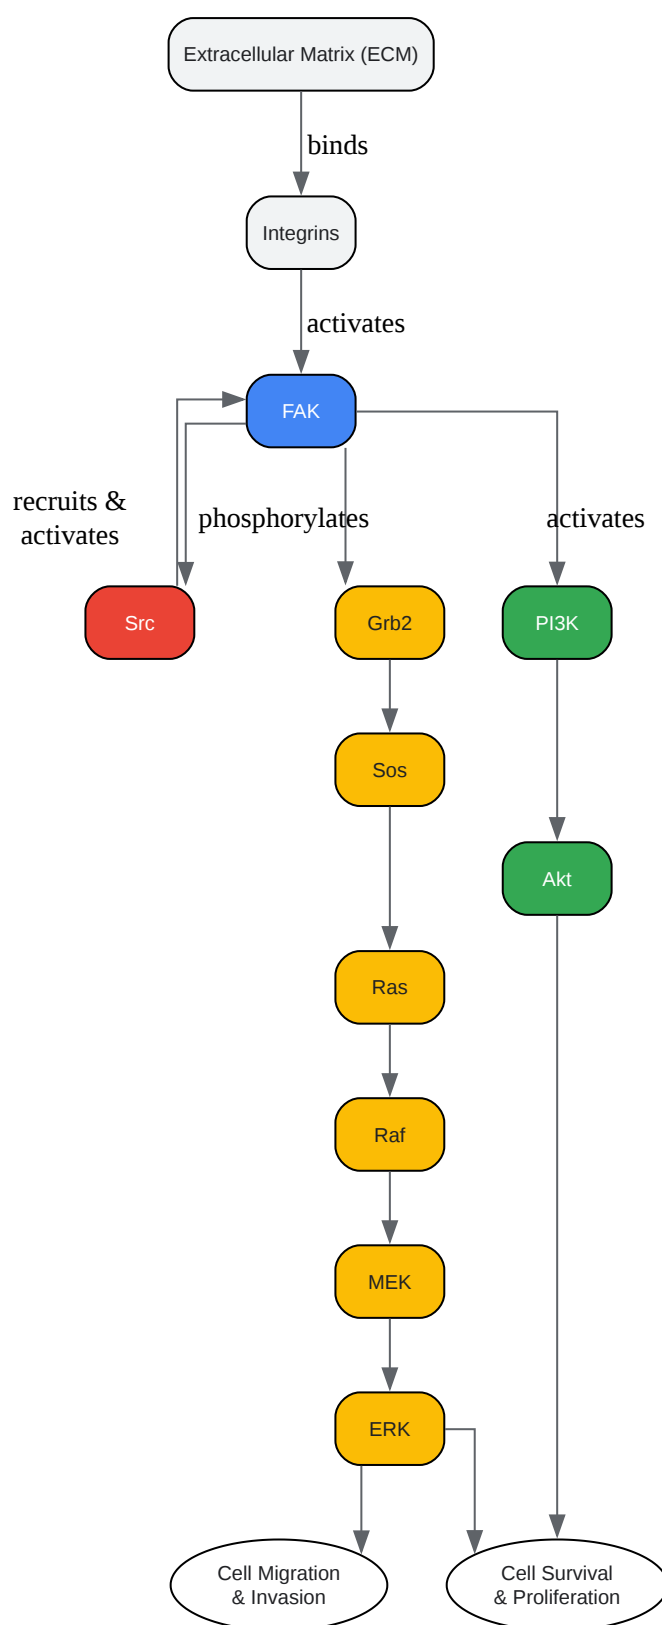 Extracellular Matrix (ECM)
binds
Integrins
activates
FAK
recruits &
activates
phosphorylates
activates
Src
Grb2
PI3K
Sos
Akt
Ras
Raf
MEK
ERK
Cell Migration
& Invasion
Cell Survival
& Proliferation